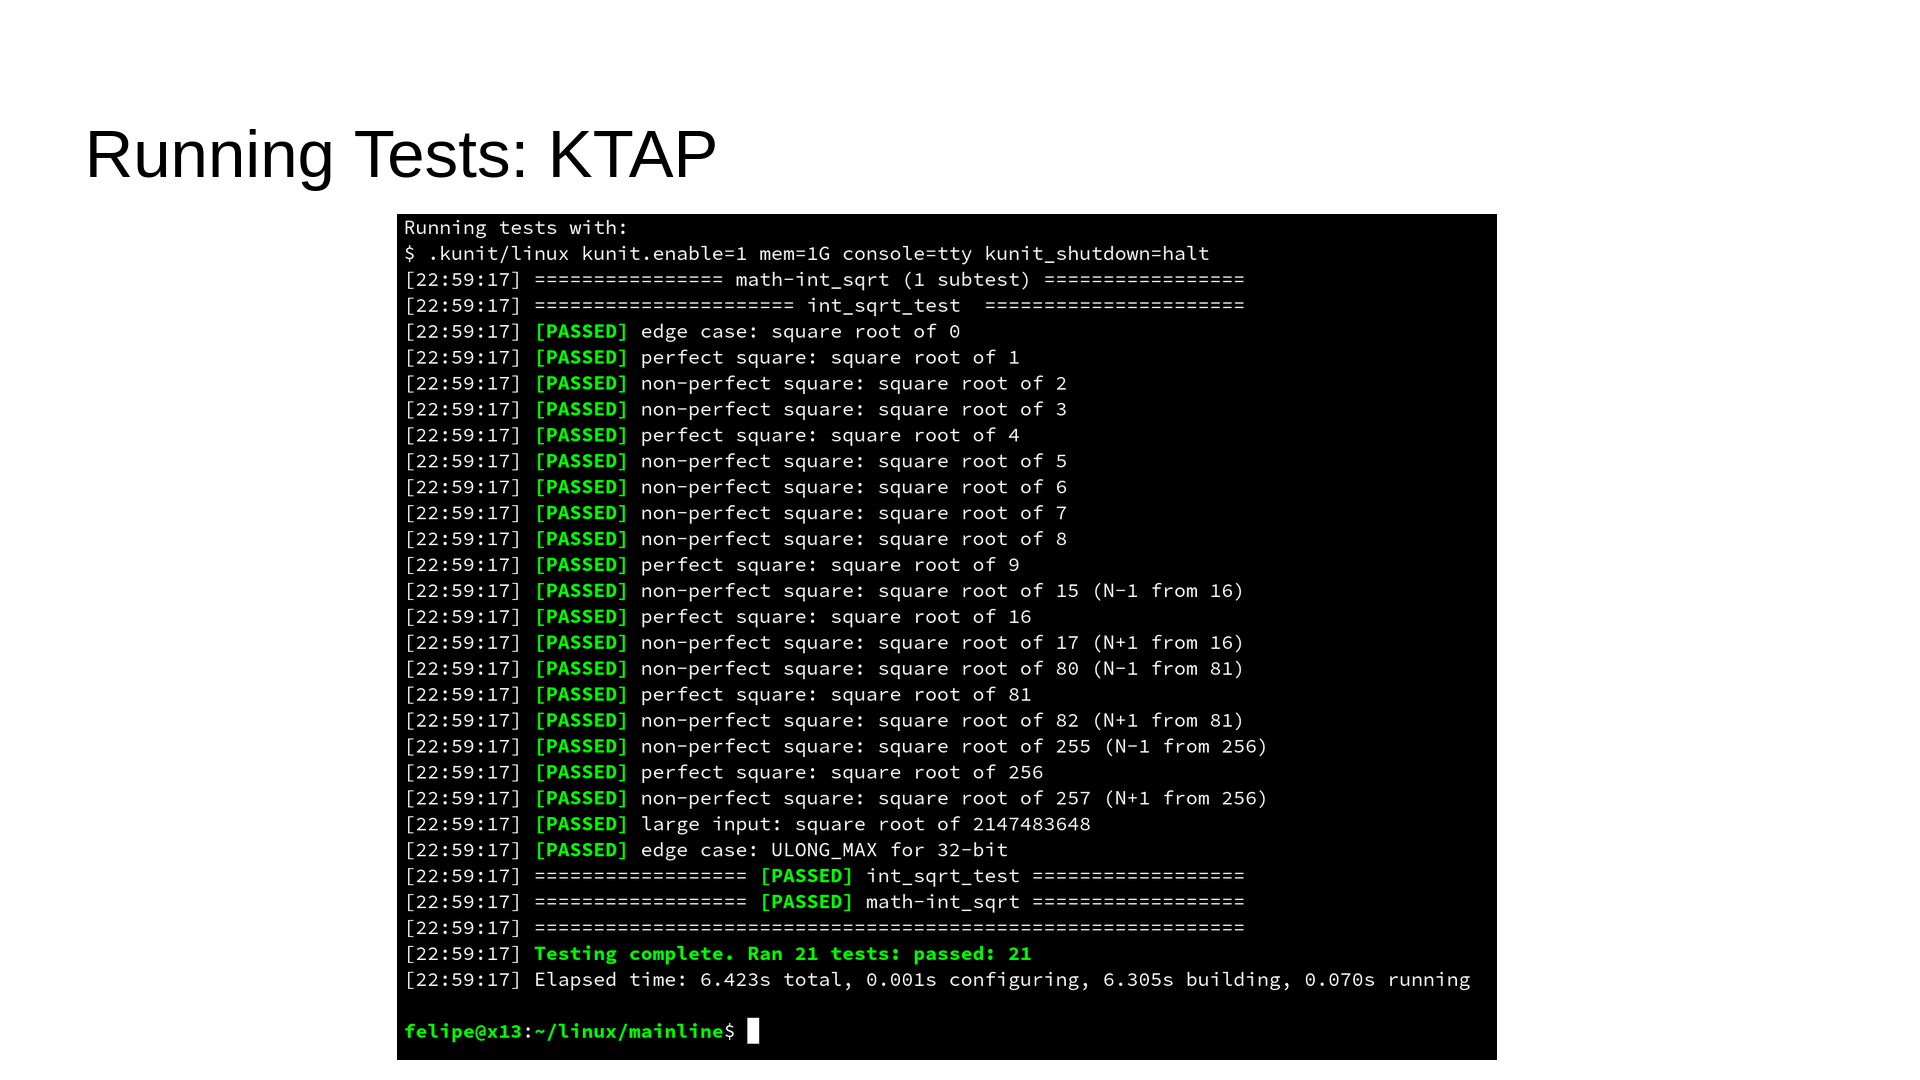 Running Tests: KTAP
Running tests with:
$ .kunit/linux kunit.enable=1 mem=1G console=tty kunit_shutdown=halt
[22:59:17] ================ math-int_sqrt (1 subtest) =================
[22:59:17] ====================== int_sqrt_test  ======================
[22:59:17] [PASSED] edge case: square root of 0
[22:59:17] [PASSED] perfect square: square root of 1
[22:59:17] [PASSED] non-perfect square: square root of 2
[22:59:17] [PASSED] non-perfect square: square root of 3
[22:59:17] [PASSED] perfect square: square root of 4
[22:59:17] [PASSED] non-perfect square: square root of 5
[22:59:17] [PASSED] non-perfect square: square root of 6
[22:59:17] [PASSED] non-perfect square: square root of 7
[22:59:17] [PASSED] non-perfect square: square root of 8
[22:59:17] [PASSED] perfect square: square root of 9
[22:59:17] [PASSED] non-perfect square: square root of 15 (N-1 from 16)
[22:59:17] [PASSED] perfect square: square root of 16
[22:59:17] [PASSED] non-perfect square: square root of 17 (N+1 from 16)
[22:59:17] [PASSED] non-perfect square: square root of 80 (N-1 from 81)
[22:59:17] [PASSED] perfect square: square root of 81
[22:59:17] [PASSED] non-perfect square: square root of 82 (N+1 from 81)
[22:59:17] [PASSED] non-perfect square: square root of 255 (N-1 from 256)
[22:59:17] [PASSED] perfect square: square root of 256
[22:59:17] [PASSED] non-perfect square: square root of 257 (N+1 from 256)
[22:59:17] [PASSED] large input: square root of 2147483648
[22:59:17] [PASSED] edge case: ULONG_MAX for 32-bit
[22:59:17] ================== [PASSED] int_sqrt_test ==================
[22:59:17] ================== [PASSED] math-int_sqrt ==================
[22:59:17] ============================================================
[22:59:17] Testing complete. Ran 21 tests: passed: 21
[22:59:17] Elapsed time: 6.423s total, 0.001s configuring, 6.305s building, 0.070s running
felipe@x13:~/linux/mainline$